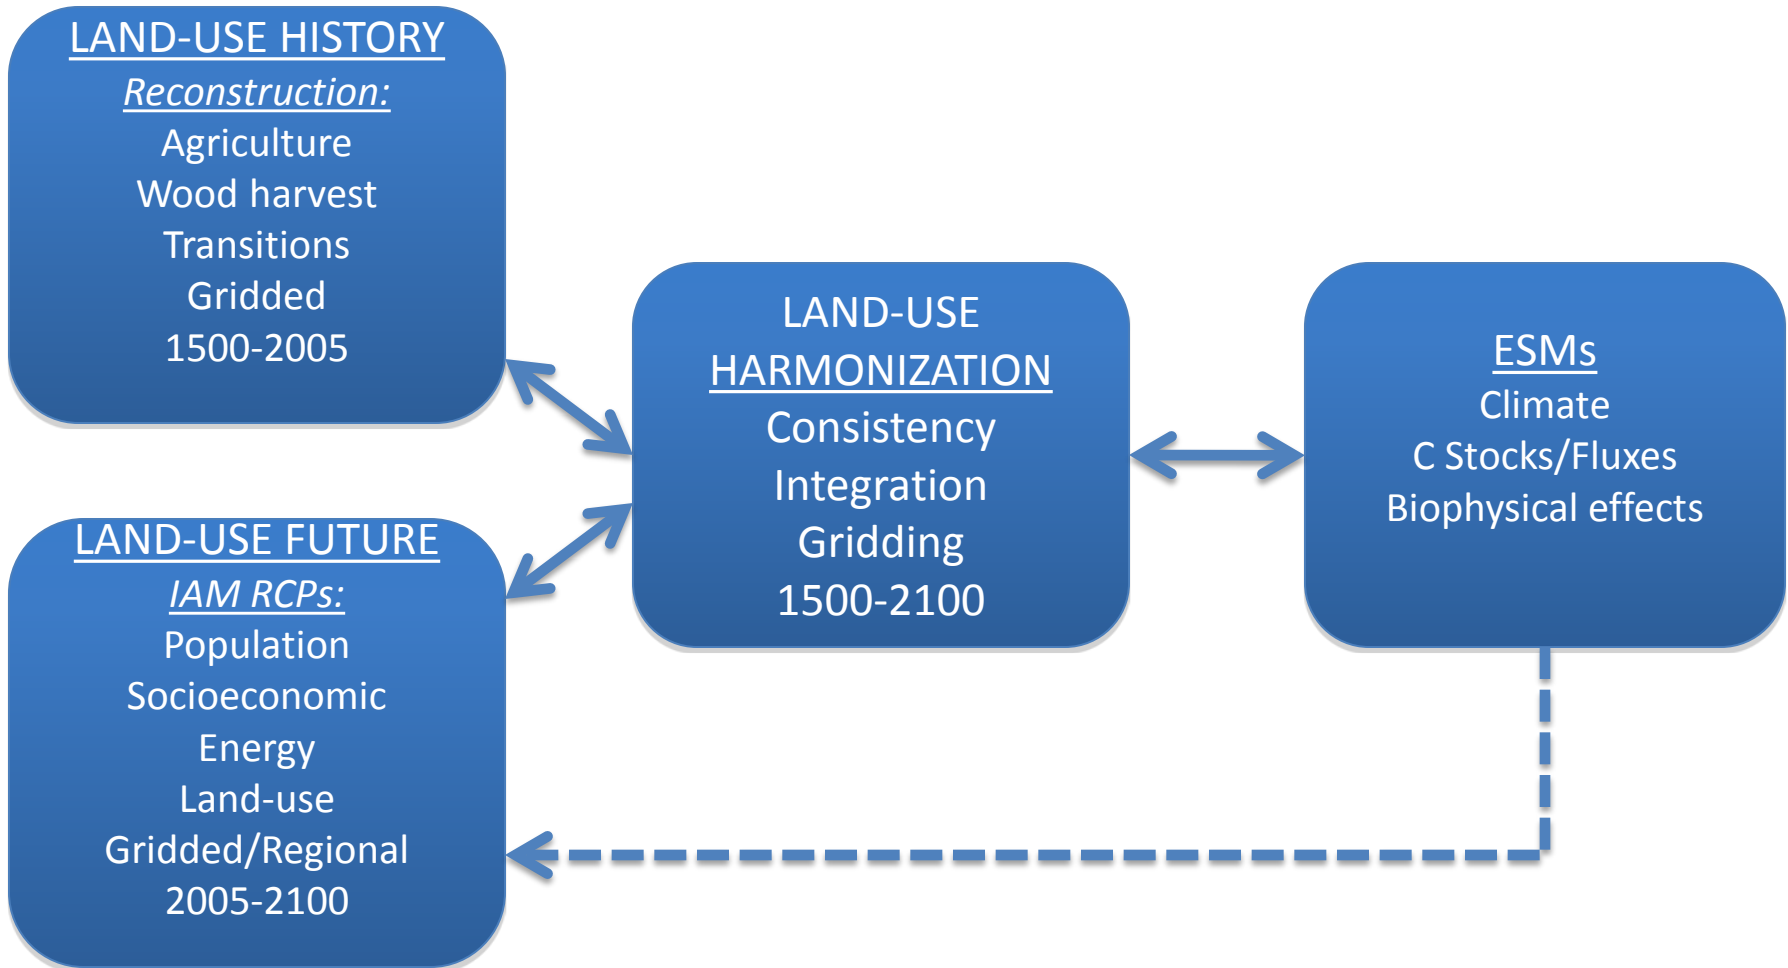 LAND-USE HISTORY
Reconstruction:
Agriculture
Wood harvest
Transitions
Gridded
1500-2005
LAND-USE FUTURE
IAM RCPs:
Population
Socioeconomic
Energy
Land-use
Gridded/Regional
2005-2100
LAND-USE
HARMONIZATION
Consistency
Integration
Gridding
1500-2100
ESMs
Climate
C Stocks/Fluxes
Biophysical effects